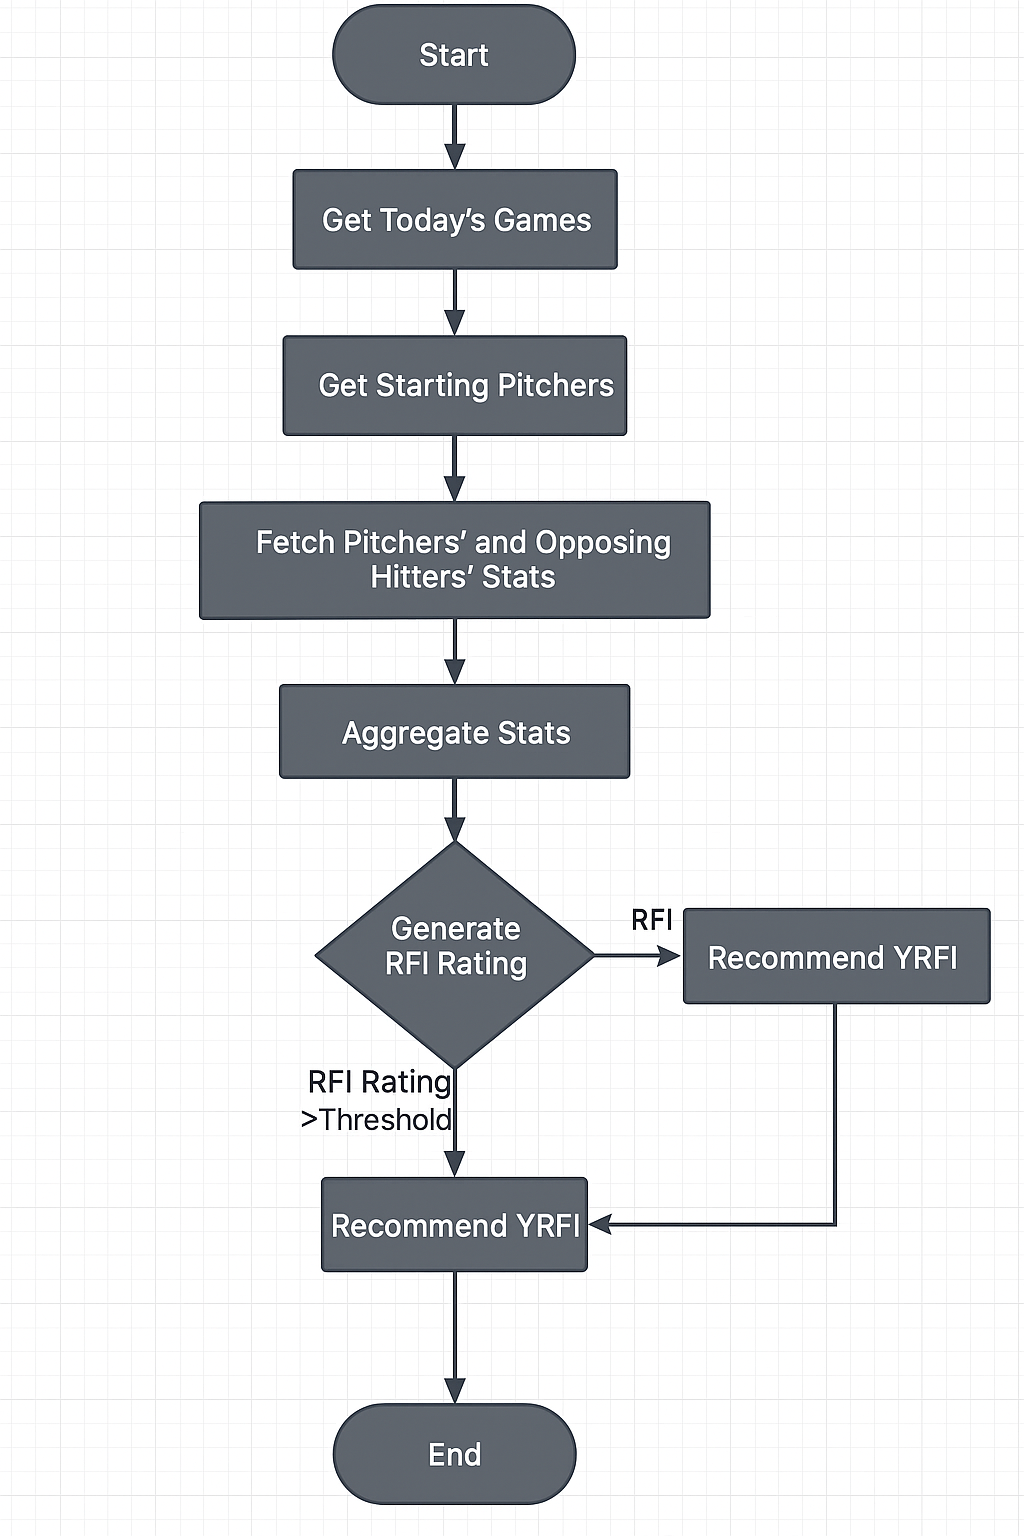 Start
Get Today's Games
Get Starting Pitchers
Fetch Pitchers' and Opposing
Hitters' Stats
Aggregate Stats
Generate
RFI Rating
RFI
Recommend YRFI
RFI Rating
>Threshold
Recommend YRFI
End